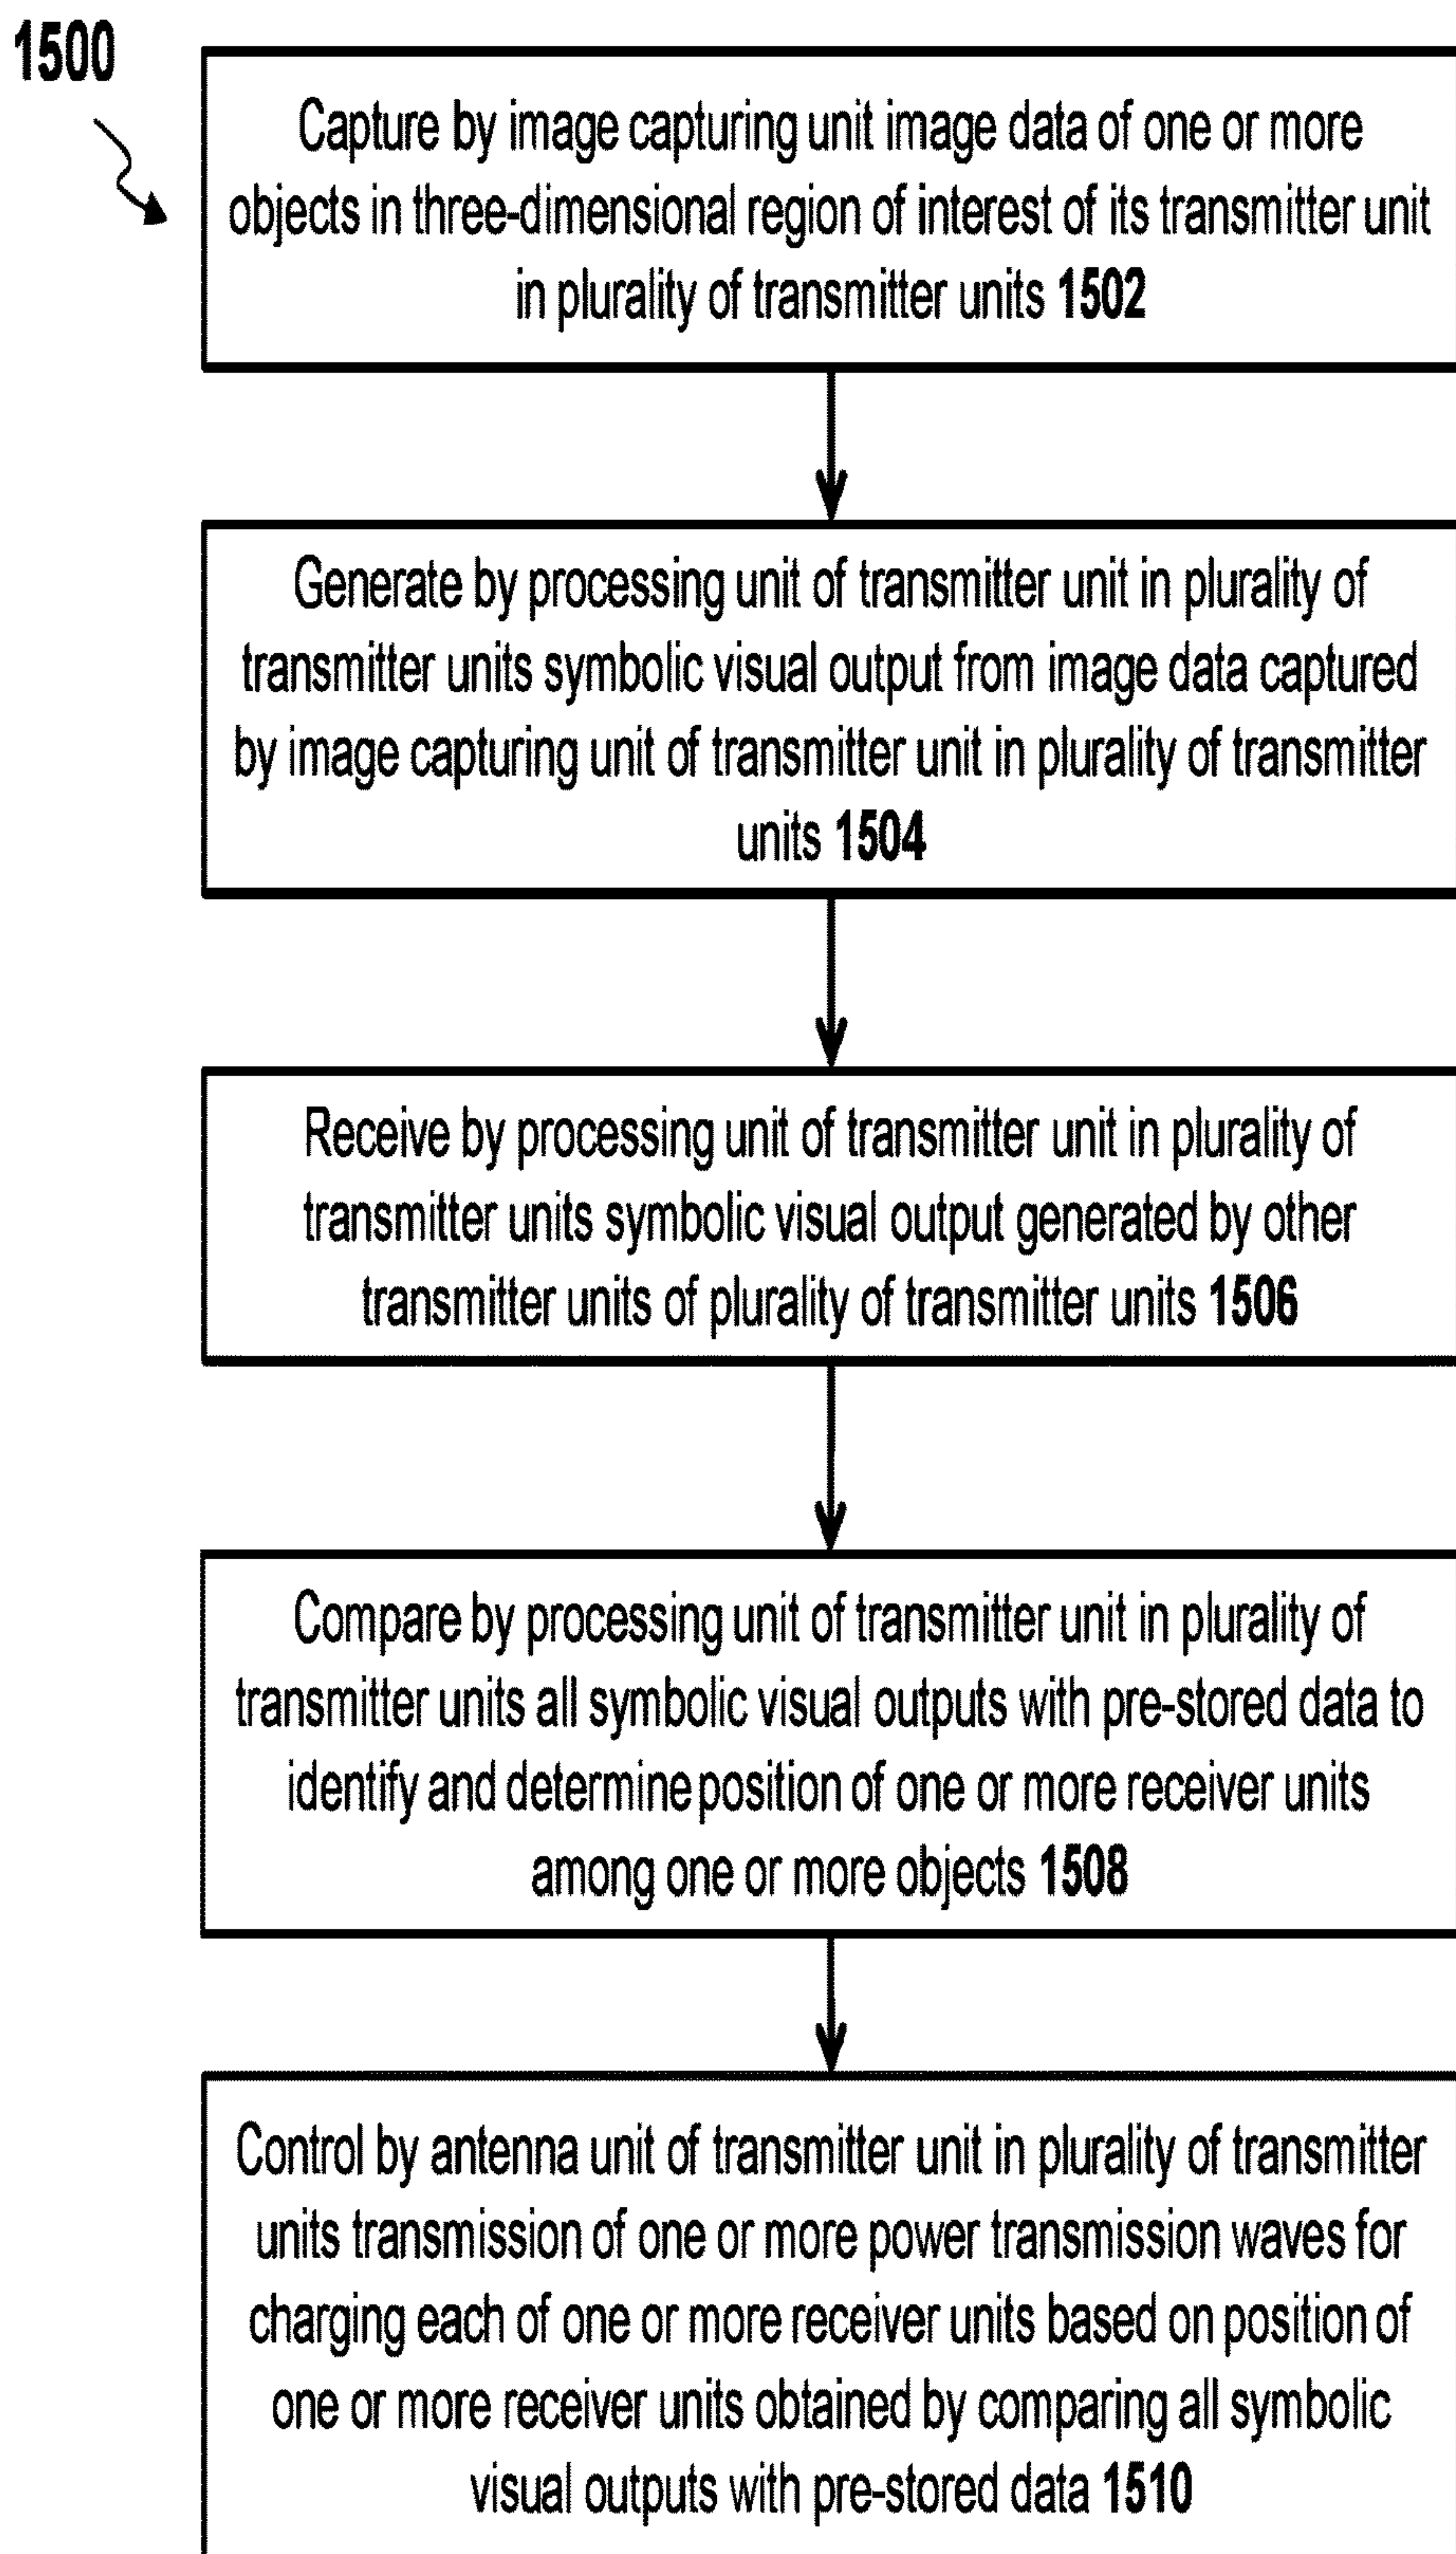 1500
Capture by image capturing unit image data of one or more
objects in three-dimensional region of interest of its transmitter unit
in plurality of transmitter units 1502
Generate by processing unit of transmitter unit in plurality of
transmitter units symbolic visual output from image data captured
by image capturing unit of transmitter unit in plurality of transmitter
units 1504
Receive by processing unit of transmitter unit in plurality of
transmitter units symbolic visual output generated by other
transmitter units of plurality of transmitter units 1506
Compare by processing unit of transmitter unit in plurality of
transmitter units all symbolic visual outputs with pre-stored data to
identify and determine position of one or more receiver units
among one or more objects 1508
Control by antenna unit of transmitter unit in plurality of transmitter
units transmission of one or more power transmission waves for
charging each of one or more receiver units based on position of
one or more receiver units obtained by comparing all symbolic
visual outputs with pre-stored data 1510